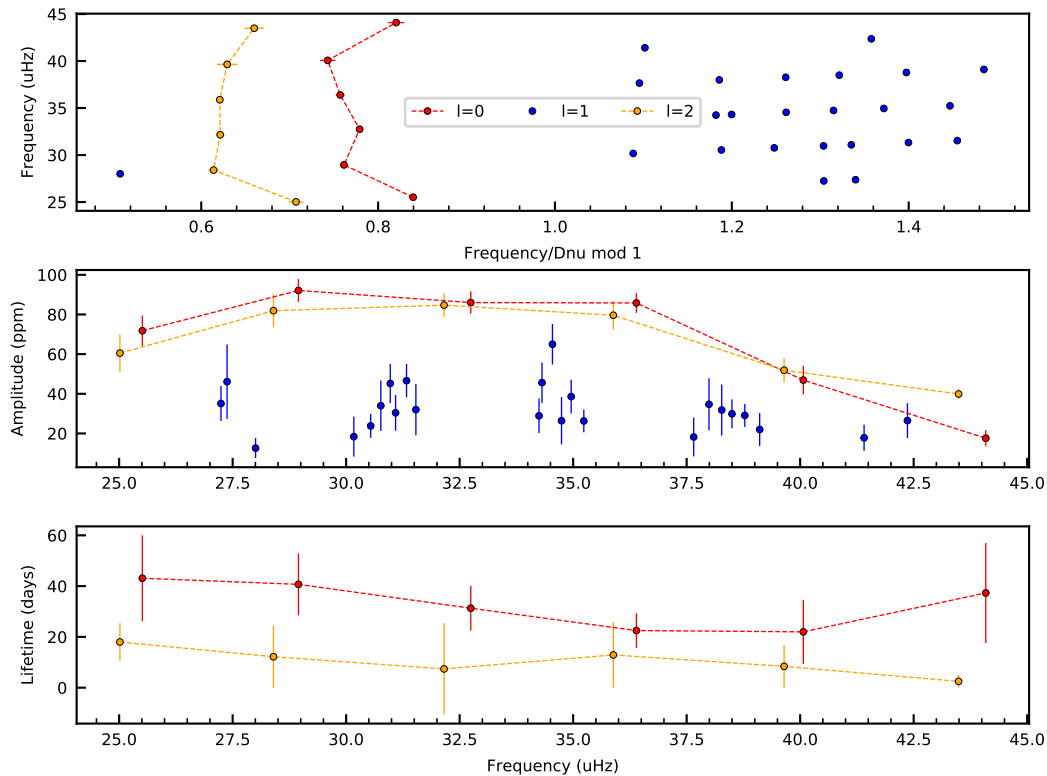 45
40
35
30
25
Frequency (uHz)
l=0 l=1 l=2
0.6 0.8 1.0 1.2 1.4
Frequency/Dnu mod 1
100
80
60
40
20
Amplitude (ppm)
25.0 27.5 30.0 32.5 35.0 37.5 40.0 42.5 45.0
60
40
20
0
Lifetime (days)
25.0 27.5 30.0 32.5 35.0 37.5 40.0 42.5 45.0
Frequency (uHz)